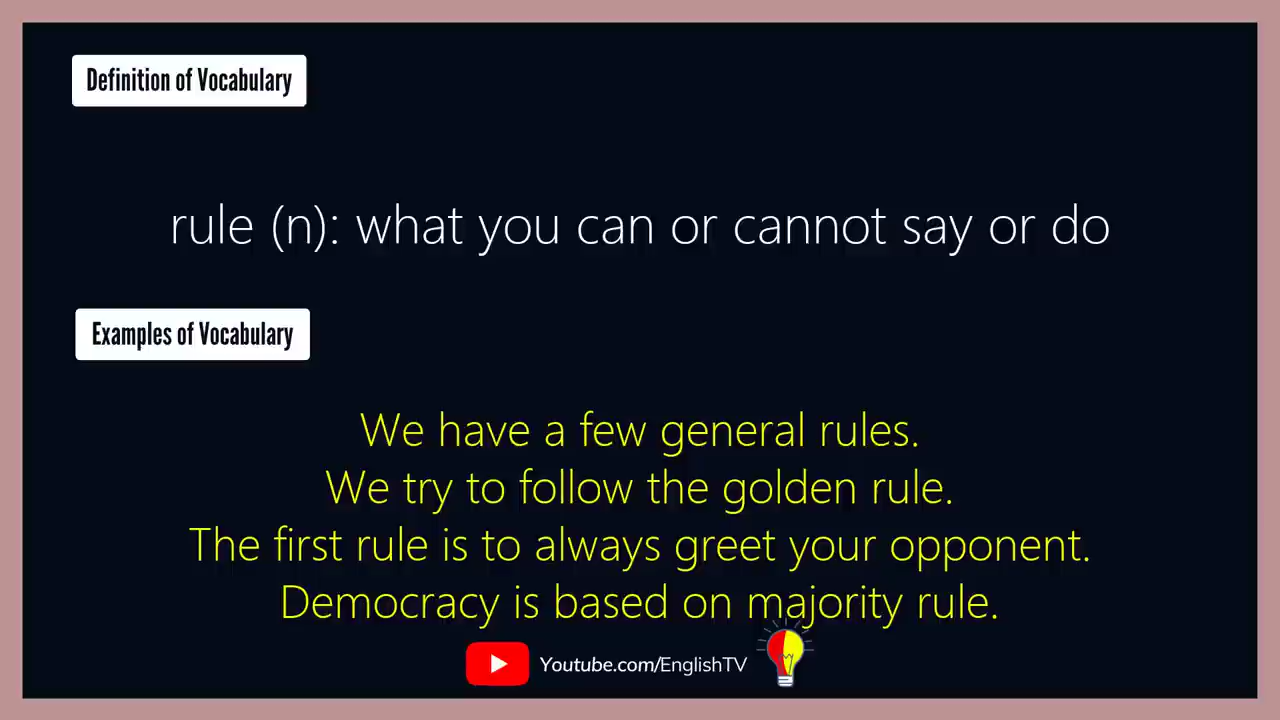 Definition of Vocabulary
rule (n): what you can or cannot say or do
Examples of Vocabulary
We have a few general rules.
We try to follow the golden rule.
The first rule is to always greet your opponent.
Democracy is based on majority rule.
Youtube.com/EnglishTV